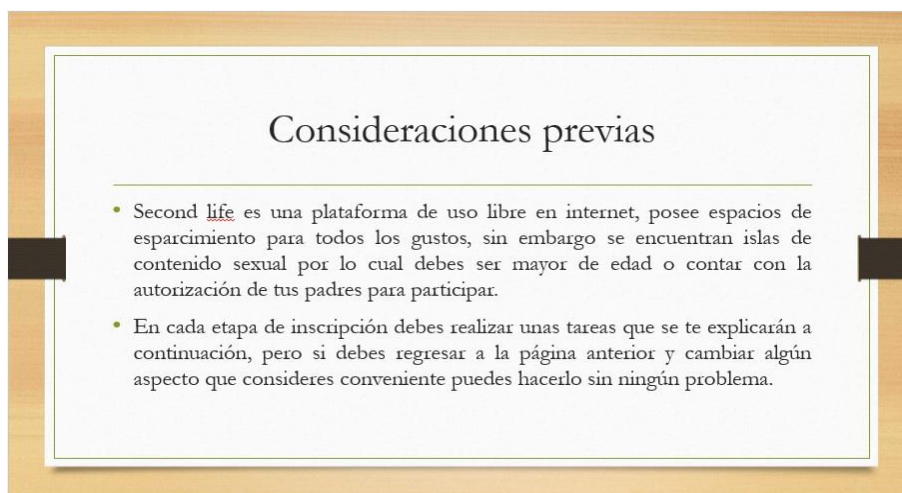 Consideraciones previas
• Second life es una plataforma de uso libre en internet, posee espacios de
esparcimiento para todos los gustos, sin embargo se encuentran islas de
contenido sexual por lo cual debes ser mayor de edad o contar con la
autorización de tus padres para participar.
• En cada etapa de inscripción debes realizar unas tareas que se te explicarán a
continuación, pero si debes regresar a la página anterior y cambiar algún
aspecto que consideres conveniente puedes hacerlo sin ningún problema.